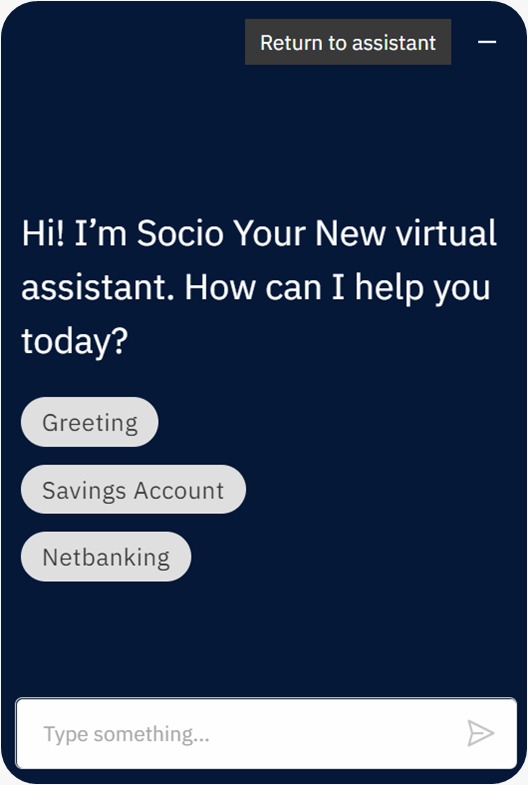 Return to assistant
Hi! I’m Socio Your New virtual
assistant. How can I help you
today?
Greeting
Savings Account
Netbanking
Type something...